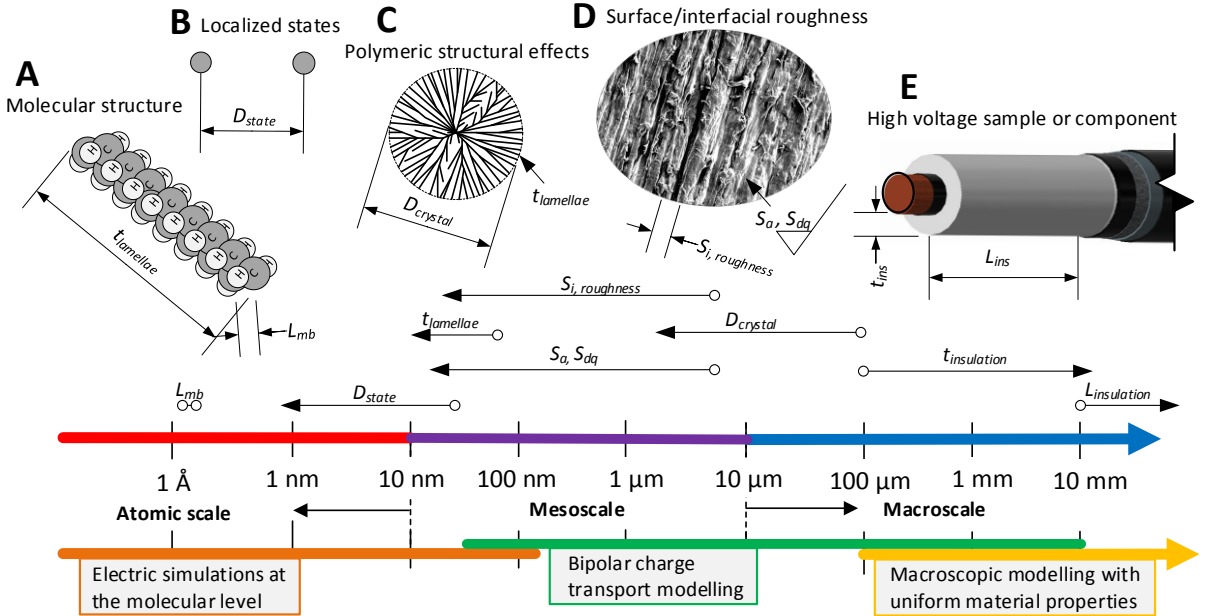 A
Molecular structure
H C H C H C H C H C H C H C
t_lamellae
L_mb
B
Localized states
D_state
C
Polymeric structural effects
D_crystal
t_lamellae
D
Surface/interfacial roughness
S_a, S_dq
S_i, roughness
E
High voltage sample or component
t_ins
L_ins
S_i, roughness
t_lamellae
D_crystal
S_a, S_dq
t_insulation
L_mb
D_state
L_insulation
1 Å
1 nm
10 nm
100 nm
1 µm
10 µm
100 µm
1 mm
10 mm
Atomic scale
Mesoscale
Macroscale
Electric simulations at
the molecular level
Bipolar charge
transport modelling
Macroscopic modelling with
uniform material properties